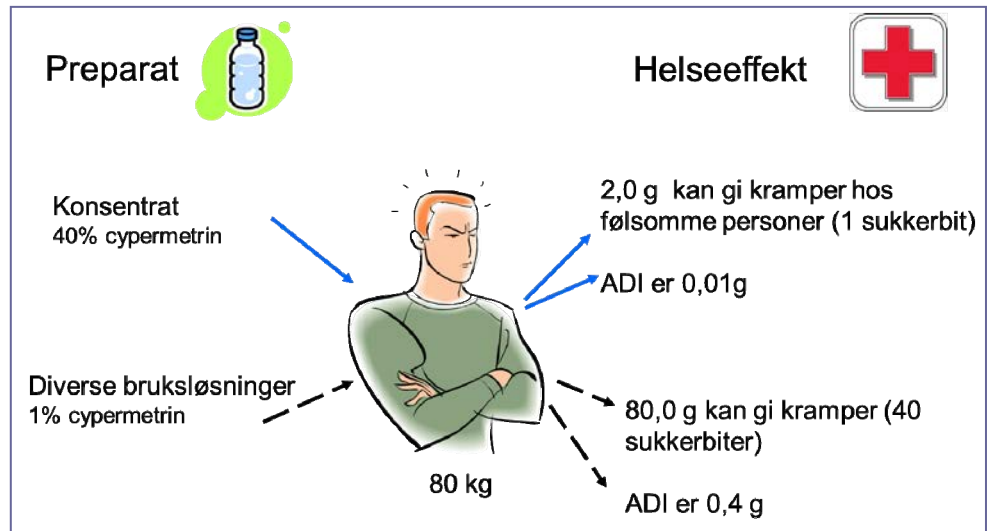 Preparat
Helseeffekt
Konsentrat
40% cypermetrin
2,0 g kan gi kramper hos
følsomme personer (1 sukkerbit)
ADI er 0,01g
Diverse bruksløsninger
1% cypermetrin
80,0 g kan gi kramper (40
sukkerbiter)
80 kg
ADI er 0,4 g